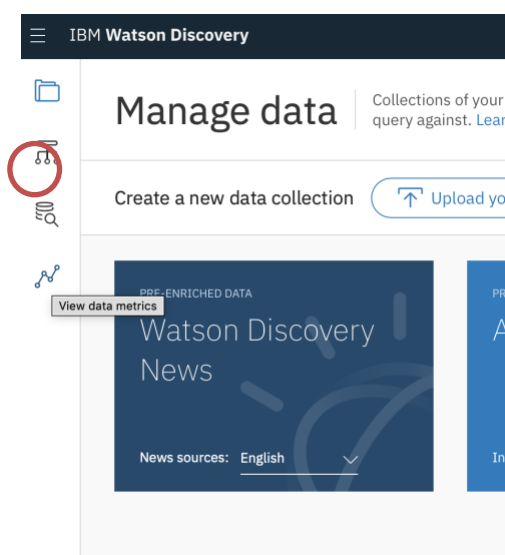 IBM Watson Discovery
Manage data
Collections of your
query against. Lear
Create a new data collection
Upload yo
PRE-ENRICHED DATA
View data metrics
Watson Discovery
News
News sources: English
PR
A
In